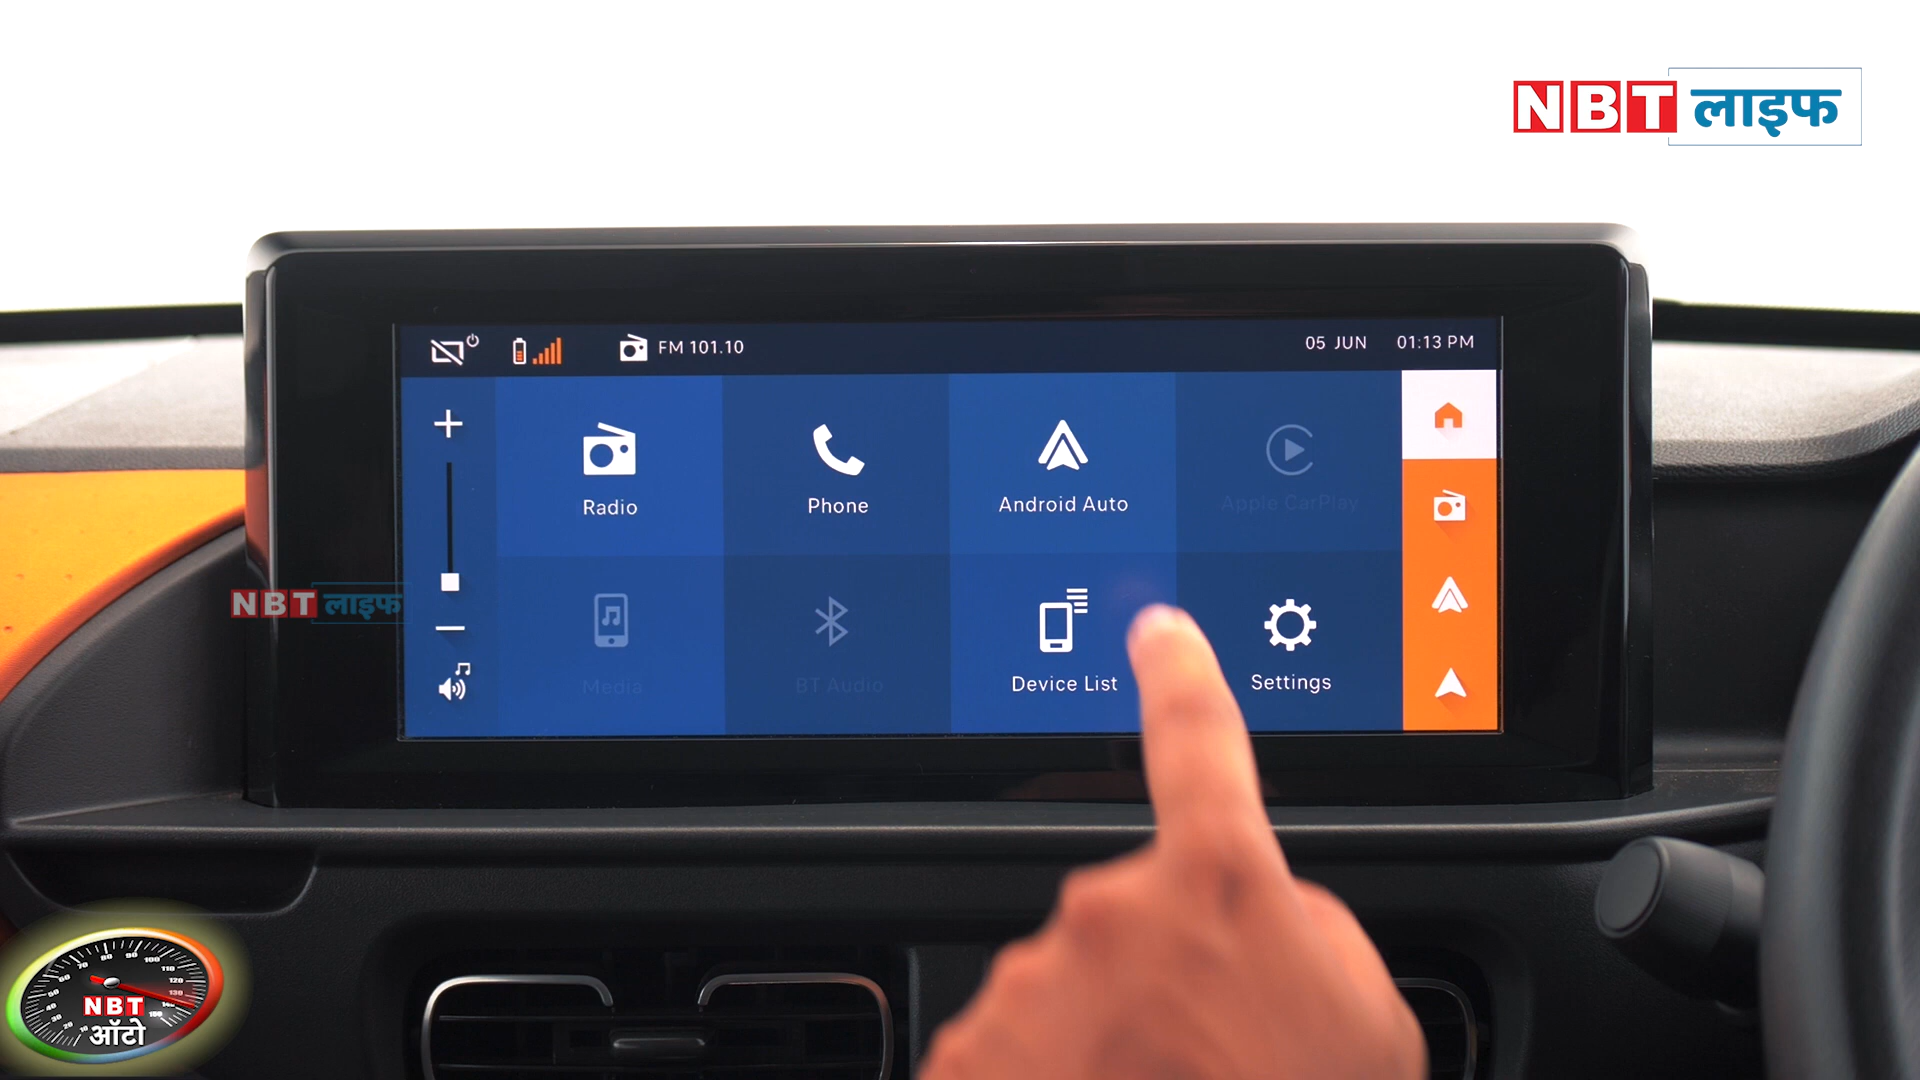 NBT लाइफ
FM 101.10
05 JUN 01:13 PM
Radio
Phone
Android Auto
Apple CarPlay
NBT लाइफ
Media
BT Audio
Device List
Settings
NBT
ऑटो